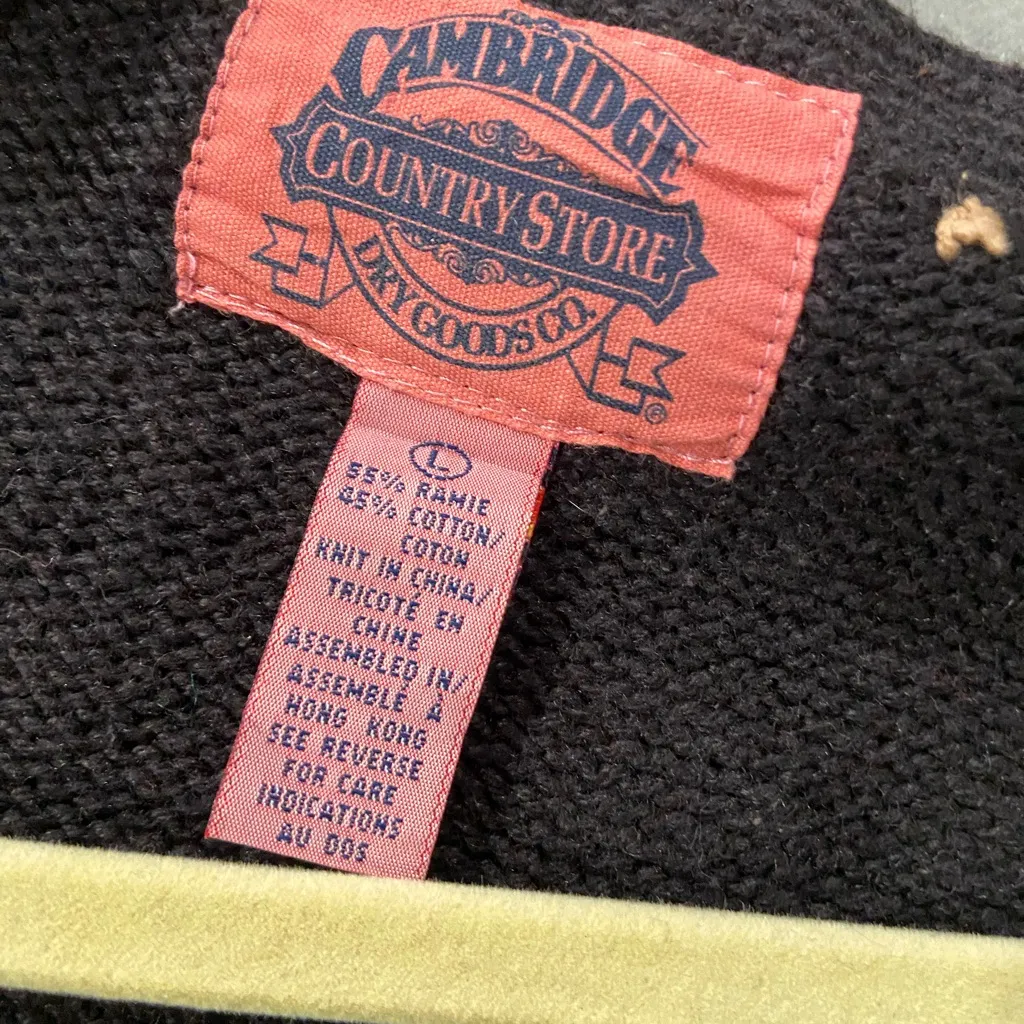 CAMBRIDGE
COUNTRY STORE
DRY GOODS CO.
©
L
55% RAMIE
45% COTTON/
COTON
KNIT IN CHINA/
TRICOTÉ EN
CHINE
ASSEMBLED IN/
ASSEMBLÉ À
HONG KONG
SEE REVERSE
FOR CARE
INDICATIONS
AU DOS